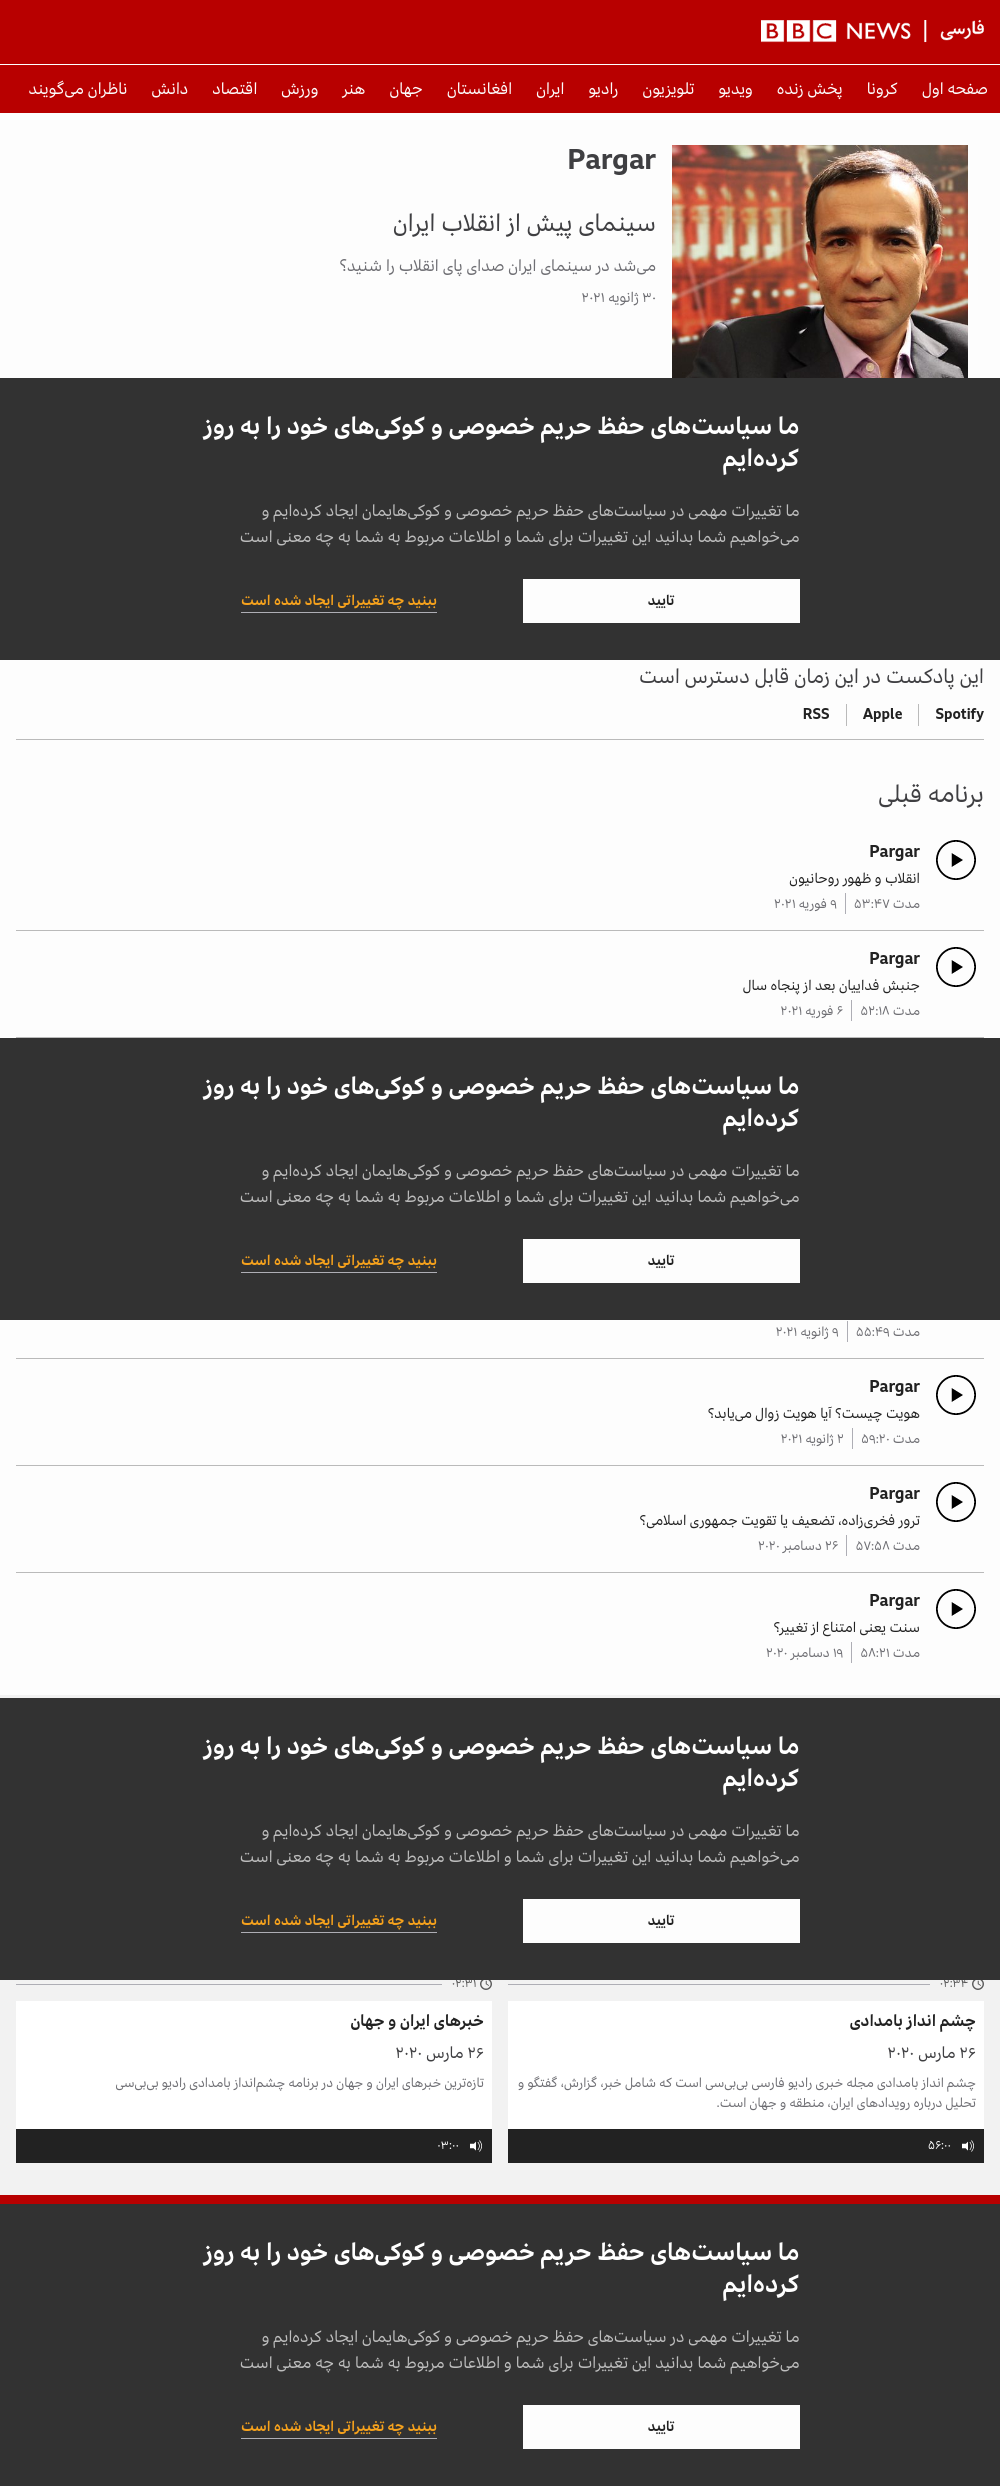 BBC NEWS | فارسی
صفحه اول کرونا پخش زنده ویدیو تلویزیون رادیو ایران افغانستان جهان هنر ورزش اقتصاد دانش ناظران می‌گویند
Pargar
سینمای پیش از انقلاب ایران
می‌شد در سینمای ایران صدای پای انقلاب را شنید؟
۳۰ ژانویه ۲۰۲۱
ما سیاست‌های حفظ حریم خصوصی و کوکی‌های خود را به روز
کرده‌ایم
ما تغییرات مهمی در سیاست‌های حفظ حریم خصوصی و کوکی‌هایمان ایجاد کرده‌ایم و
می‌خواهیم شما بدانید این تغییرات برای شما و اطلاعات مربوط به شما به چه معنی است
تایید
ببنید چه تغییراتی ایجاد شده است
این پادکست در این زمان قابل دسترس است
Spotify
Apple
RSS
برنامه قبلی
Pargar
انقلاب و ظهور روحانیون
مدت ۵۳:۴۷
۹ فوریه ۲۰۲۱
Pargar
جنبش فداییان بعد از پنجاه سال
مدت ۵۲:۱۸
۶ فوریه ۲۰۲۱
ما سیاست‌های حفظ حریم خصوصی و کوکی‌های خود را به روز
کرده‌ایم
ما تغییرات مهمی در سیاست‌های حفظ حریم خصوصی و کوکی‌هایمان ایجاد کرده‌ایم و
می‌خواهیم شما بدانید این تغییرات برای شما و اطلاعات مربوط به شما به چه معنی است
تایید
ببنید چه تغییراتی ایجاد شده است
مدت ۵۵:۴۹
۹ ژانویه ۲۰۲۱
Pargar
هویت چیست؟ آیا هویت زوال می‌یابد؟
مدت ۵۹:۲۰
۲ ژانویه ۲۰۲۱
Pargar
ترور فخری‌زاده، تضعیف یا تقویت جمهوری اسلامی؟
مدت ۵۷:۵۸
۲۶ دسامبر ۲۰۲۰
Pargar
سنت یعنی امتناع از تغییر؟
مدت ۵۸:۲۱
۱۹ دسامبر ۲۰۲۰
ما سیاست‌های حفظ حریم خصوصی و کوکی‌های خود را به روز
کرده‌ایم
ما تغییرات مهمی در سیاست‌های حفظ حریم خصوصی و کوکی‌هایمان ایجاد کرده‌ایم و
می‌خواهیم شما بدانید این تغییرات برای شما و اطلاعات مربوط به شما به چه معنی است
تایید
ببنید چه تغییراتی ایجاد شده است
۰۲:۳۴
چشم انداز بامدادی
۲۶ مارس ۲۰۲۰
چشم انداز بامدادی مجله خبری رادیو فارسی بی‌بی‌سی است که شامل خبر، گزارش، گفتگو و
تحلیل درباره رویدادهای ایران، منطقه و جهان است.
۵۶:۰۰
۰۲:۳۱
خبرهای ایران و جهان
۲۶ مارس ۲۰۲۰
تازه‌ترین خبرهای ایران و جهان در برنامه چشم‌انداز بامدادی رادیو بی‌بی‌سی
۰۳:۰۰
ما سیاست‌های حفظ حریم خصوصی و کوکی‌های خود را به روز
کرده‌ایم
ما تغییرات مهمی در سیاست‌های حفظ حریم خصوصی و کوکی‌هایمان ایجاد کرده‌ایم و
می‌خواهیم شما بدانید این تغییرات برای شما و اطلاعات مربوط به شما به چه معنی است
تایید
ببنید چه تغییراتی ایجاد شده است